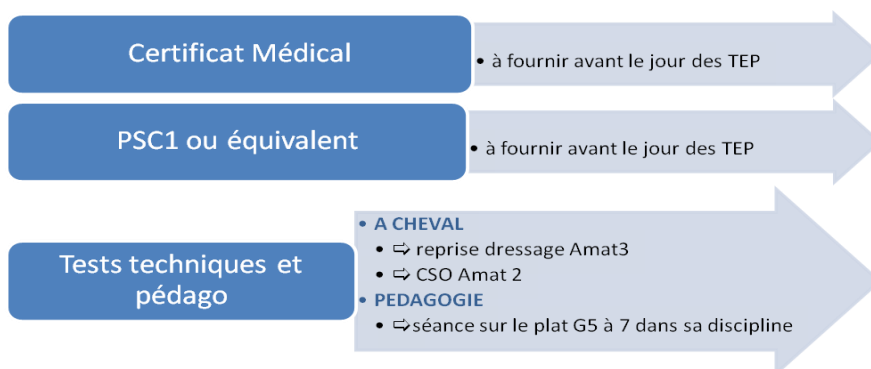 Certificat Médical
• à fournir avant le jour des TEP
PSC1 ou équivalent
• à fournir avant le jour des TEP
Tests techniques et
pédago
• A CHEVAL
• ⇨ reprise dressage Amat3
• ⇨ CSO Amat 2
• PEDAGOGIE
• ⇨séance sur le plat G5 à 7 dans sa discipline